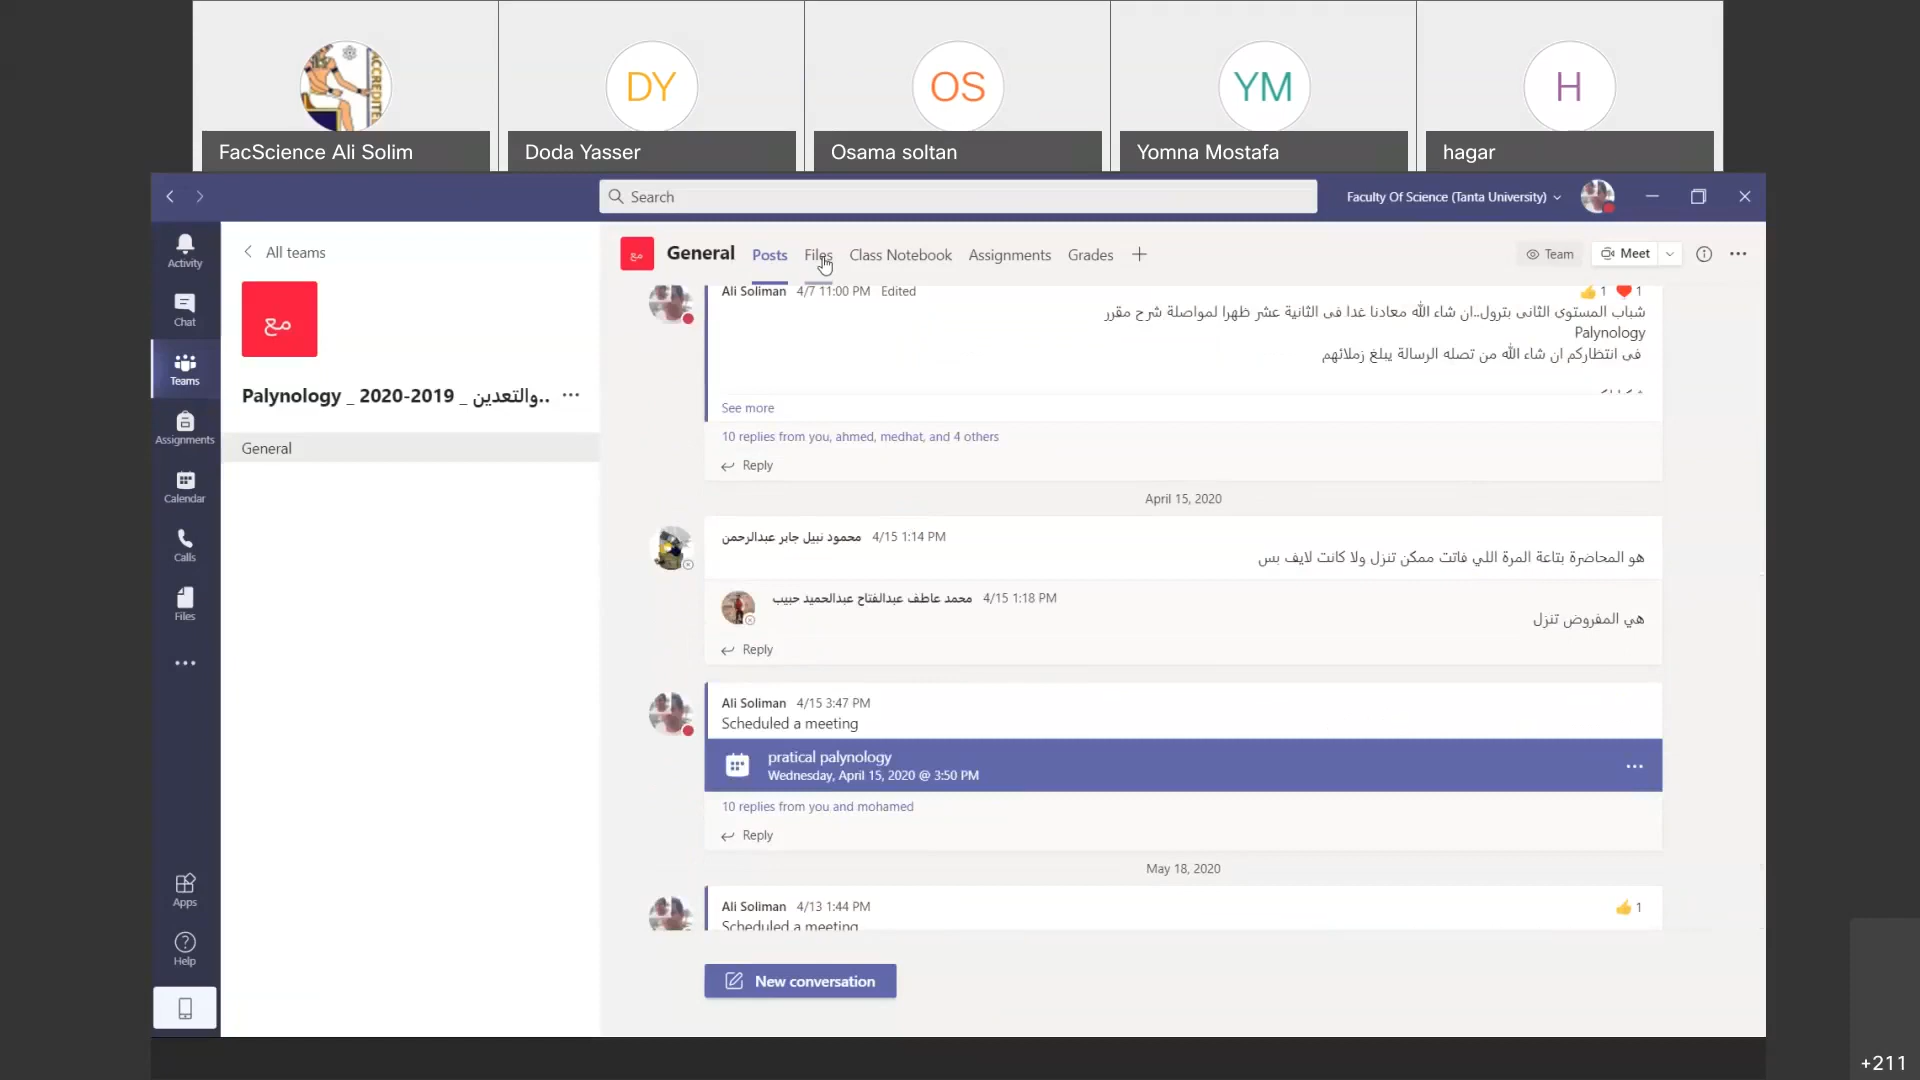 ACCREDITED
DY
OS
YM
H
FacScience Ali Solim
Doda Yasser
Osama soltan
Yomna Mostafa
hagar
Search
Faculty Of Science (Tanta University)
Activity
Chat
Teams
Assignments
Calendar
Calls
Files
Apps
Help
All teams
مع
Palynology _ 2020-2019 _ والتعدين..
General
مع
General
Posts
Files
Class Notebook
Assignments
Grades
Team
Meet
Ali Soliman 4/7 11:00 PM Edited
1
1
شباب المستوى الثانى بترول..ان شاء الله معادنا غدا فى الثانية عشر ظهرا لمواصلة شرح مقرر
Palynology
فى انتظاركم ان شاء الله من تصله الرسالة يبلغ زملائهم
See more
10 replies from you, ahmed, medhat, and 4 others
Reply
April 15, 2020
محمود نبيل جابر عبدالرحمن 4/15 1:14 PM
هو المحاضرة بتاعة المرة اللي فاتت ممكن تنزل ولا كانت لايف بس
محمد عاطف عبدالفتاح عبدالحميد حبيب 4/15 1:18 PM
هي المفروض تنزل
Reply
Ali Soliman 4/15 3:47 PM
Scheduled a meeting
pratical palynology
Wednesday, April 15, 2020 @ 3:50 PM
10 replies from you and mohamed
Reply
May 18, 2020
Ali Soliman 4/13 1:44 PM
1
Scheduled a meeting
New conversation
+211